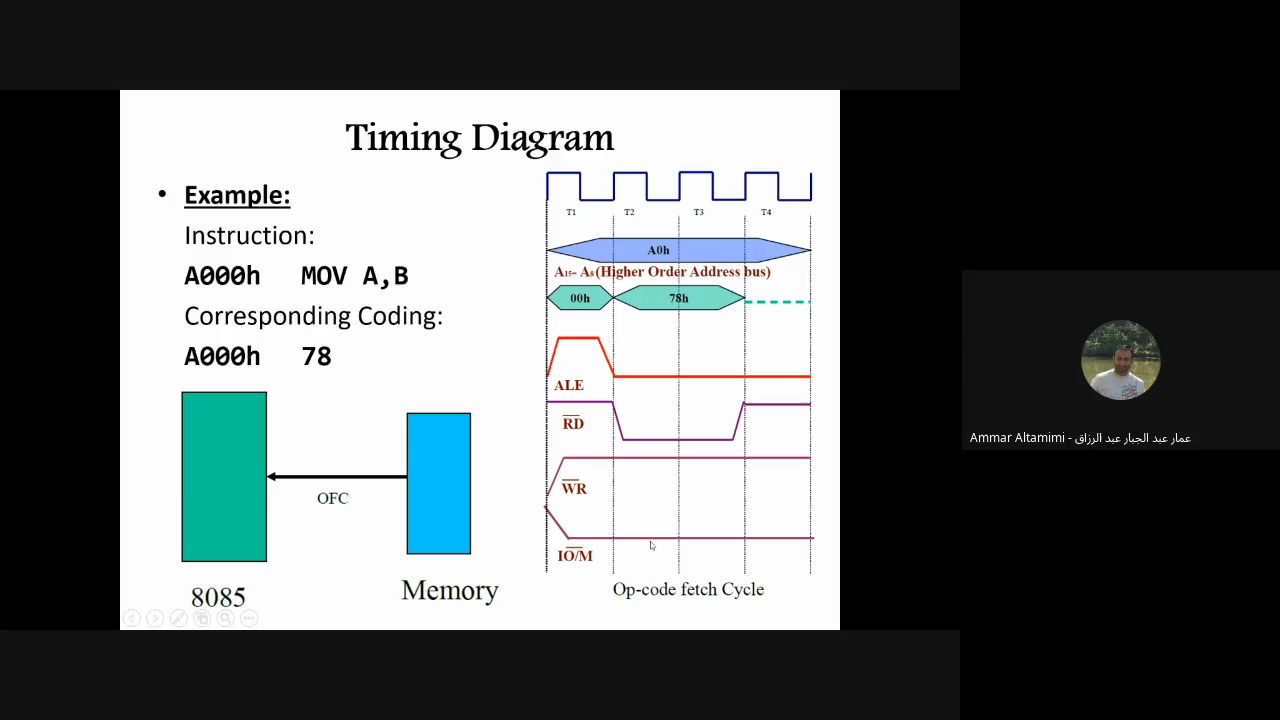 Timing Diagram
• Example:
Instruction:
A000h MOV A,B
Corresponding Coding:
A000h 78
OFC
8085
Memory
T1 T2 T3 T4
A0h
A15- A8 (Higher Order Address bus)
00h 78h
ALE
RD
WR
IO/M
Op-code fetch Cycle
Ammar Altamimi - عمار عبد الجبار عبد الرزاق